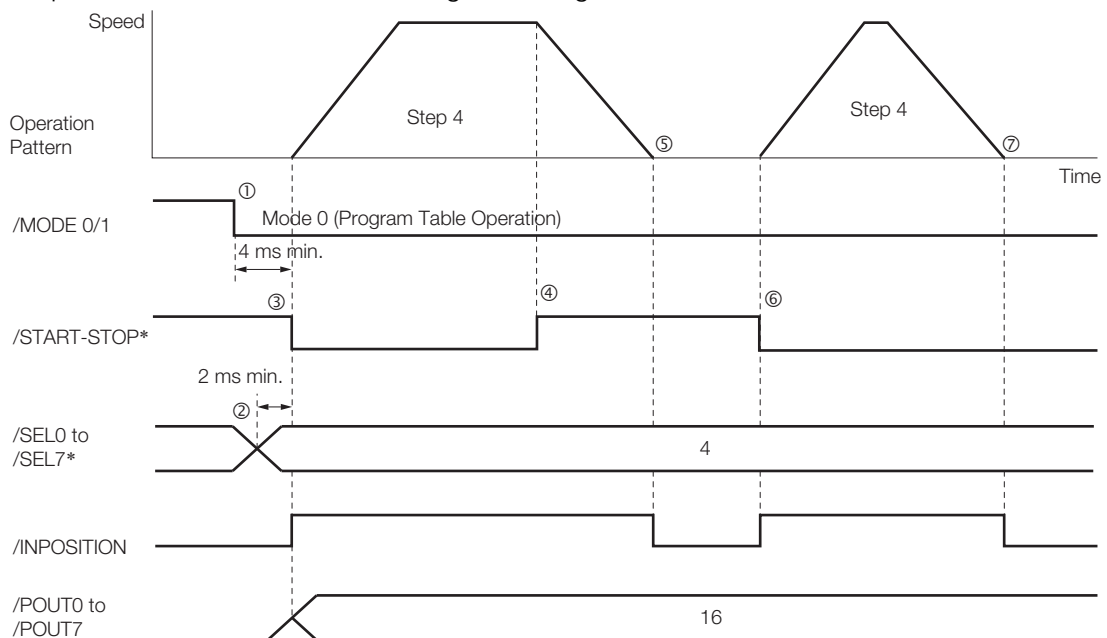 Speed
Step 4
Step 4
Operation
Pattern
⑤
⑦
Time
①
/MODE 0/1
Mode 0 (Program Table Operation)
4 ms min.
③
④
⑥
/START-STOP*
2 ms min.
②
/SEL0 to
/SEL7*
4
/INPOSITION
/POUT0 to
/POUT7
16